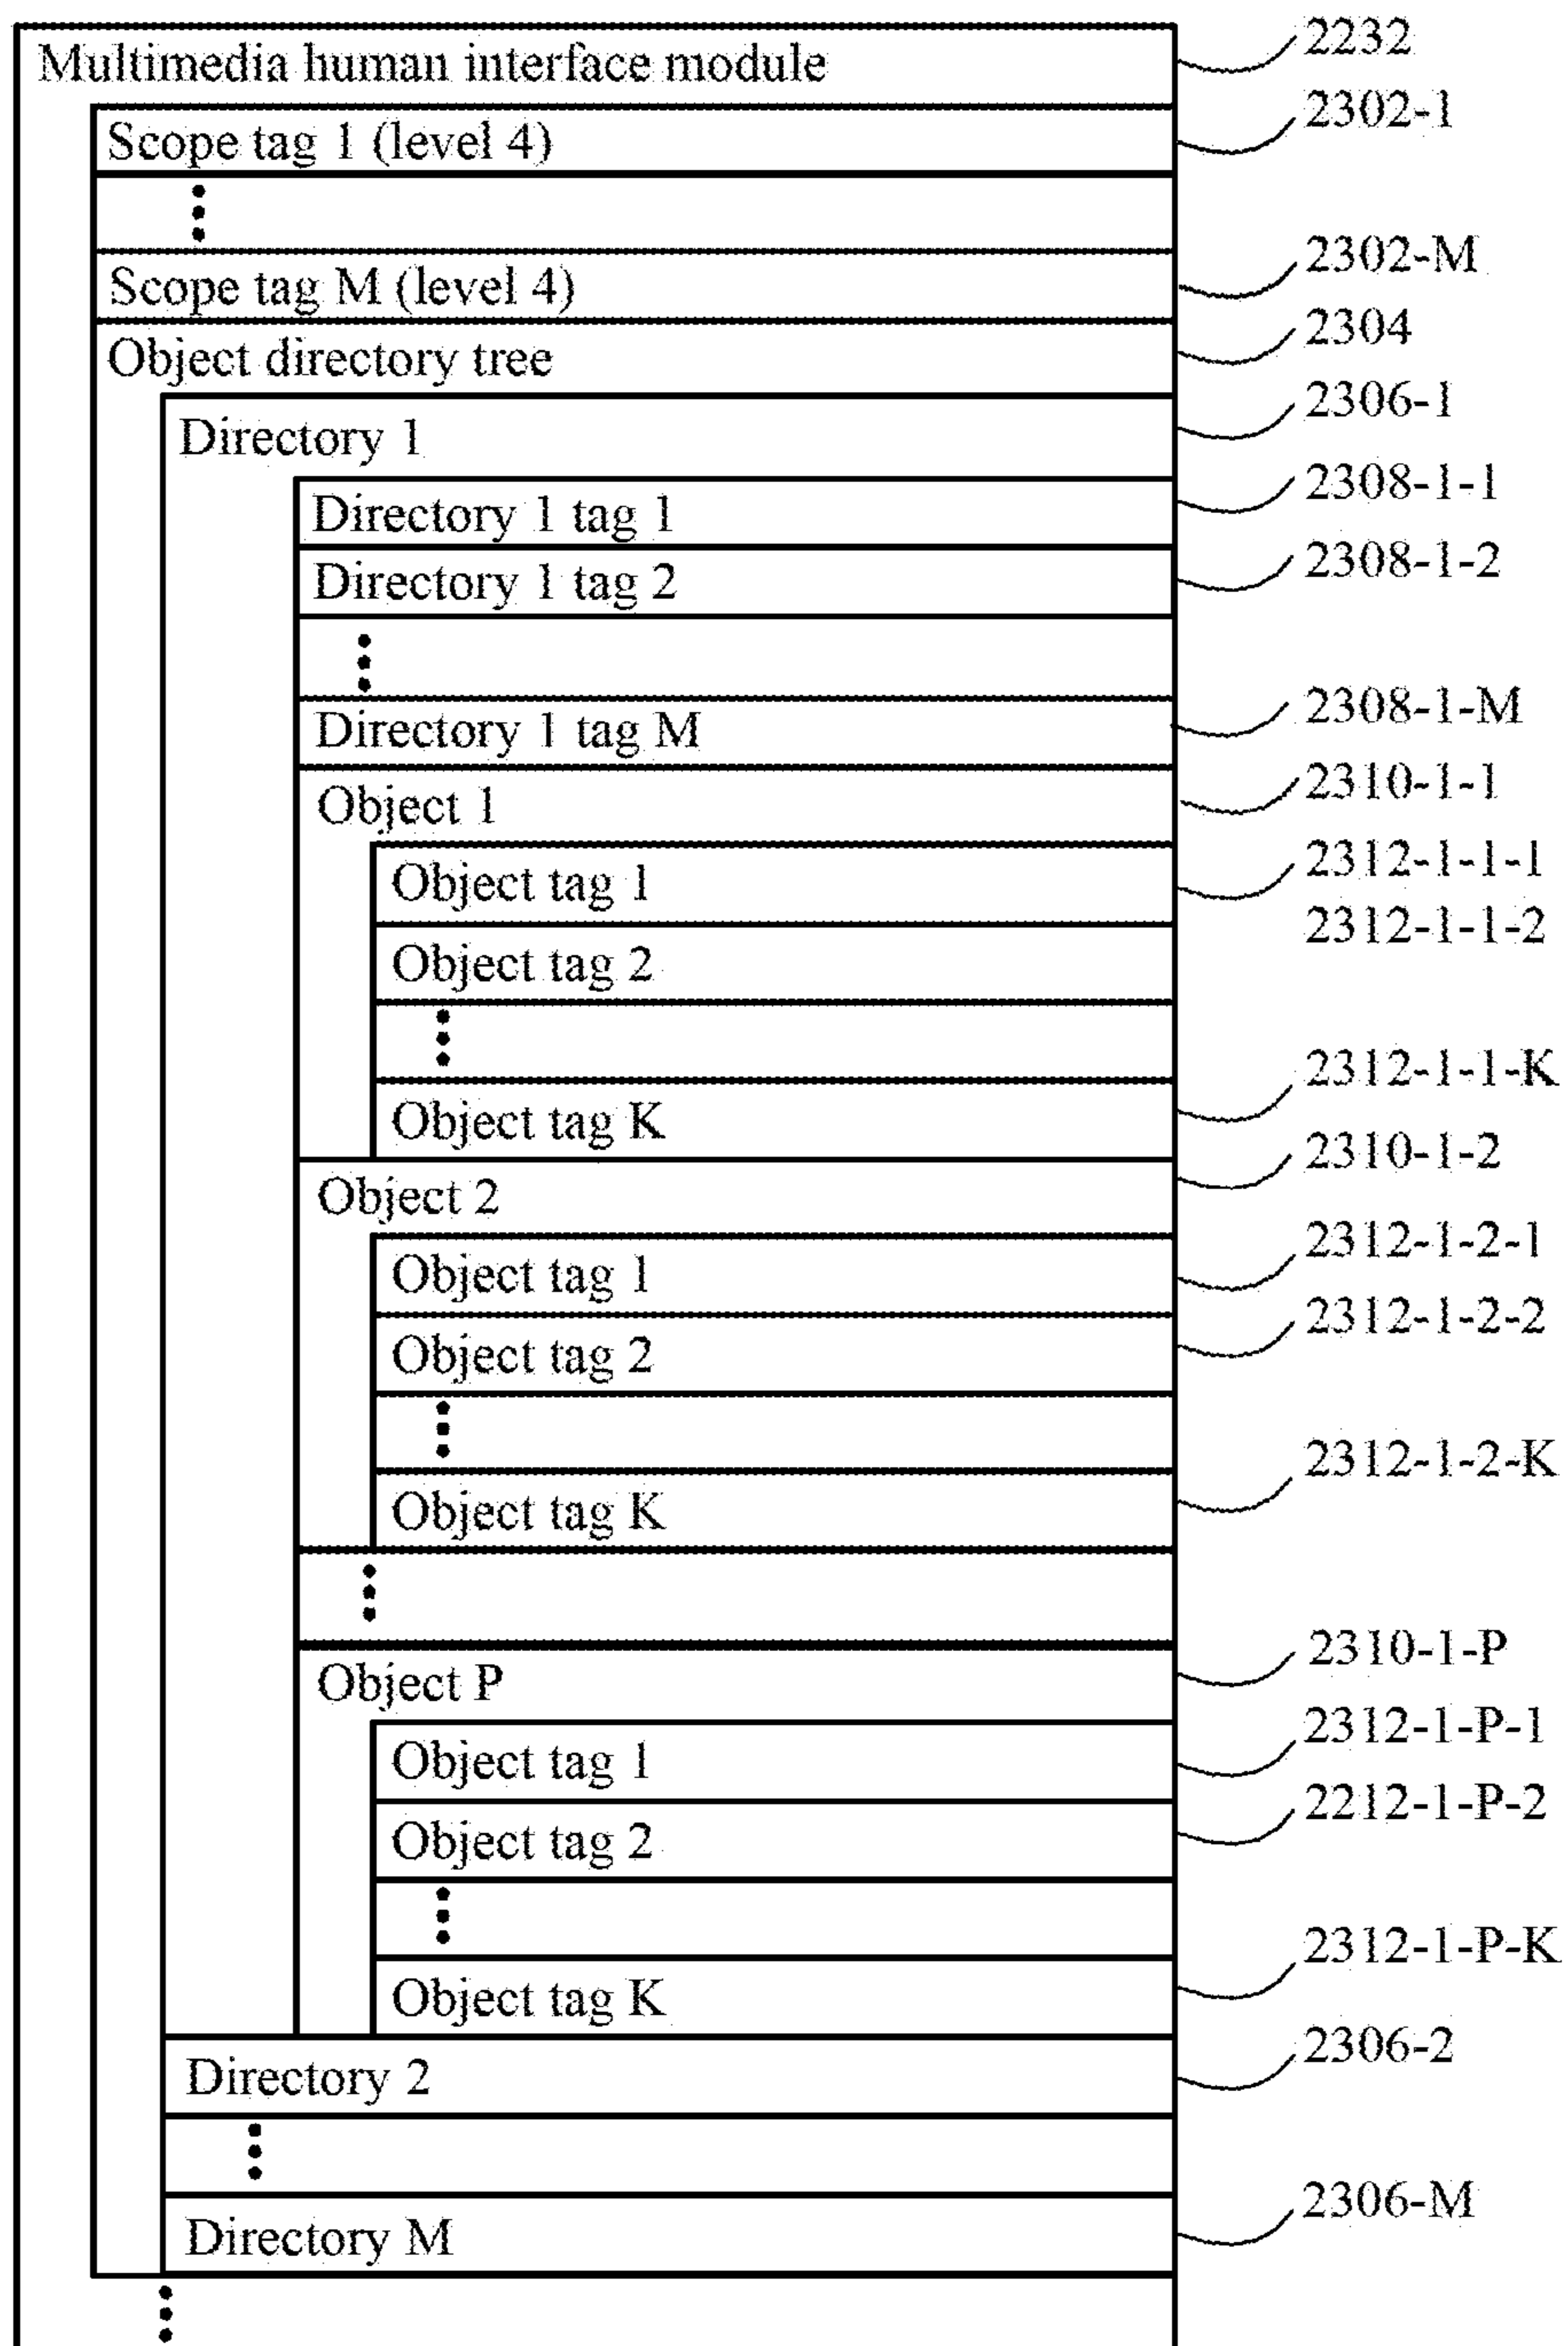 Multimedia human interface module 2232
Scope tag 1 (level 4) 2302-1
Scope tag M (level 4) 2302-M
Object directory tree 2304
Directory 1 2306-1
Directory 1 tag 1 2308-1-1
Directory 1 tag 2 2308-1-2
Directory 1 tag M 2308-1-M
Object 1 2310-1-1
Object tag 1 2312-1-1-1
Object tag 2 2312-1-1-2
Object tag K 2312-1-1-K
Object 2 2310-1-2
Object tag 1 2312-1-2-1
Object tag 2 2312-1-2-2
Object tag K 2312-1-2-K
Object P 2310-1-P
Object tag 1 2312-1-P-1
Object tag 2 2212-1-P-2
Object tag K 2312-1-P-K
Directory 2 2306-2
Directory M 2306-M